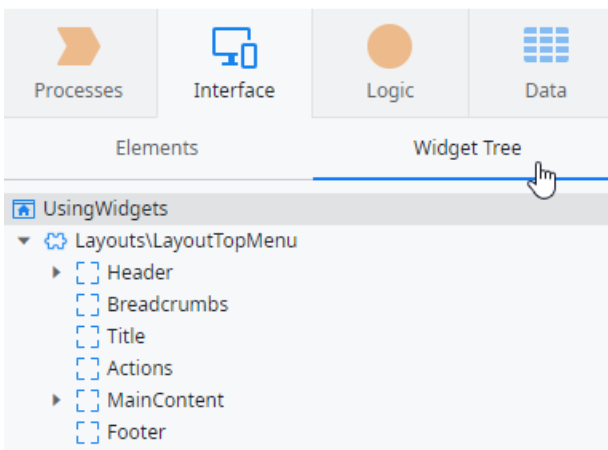 Processes Interface Logic Data
Elements Widget Tree
UsingWidgets
Layouts\LayoutTopMenu
Header
Breadcrumbs
Title
Actions
MainContent
Footer